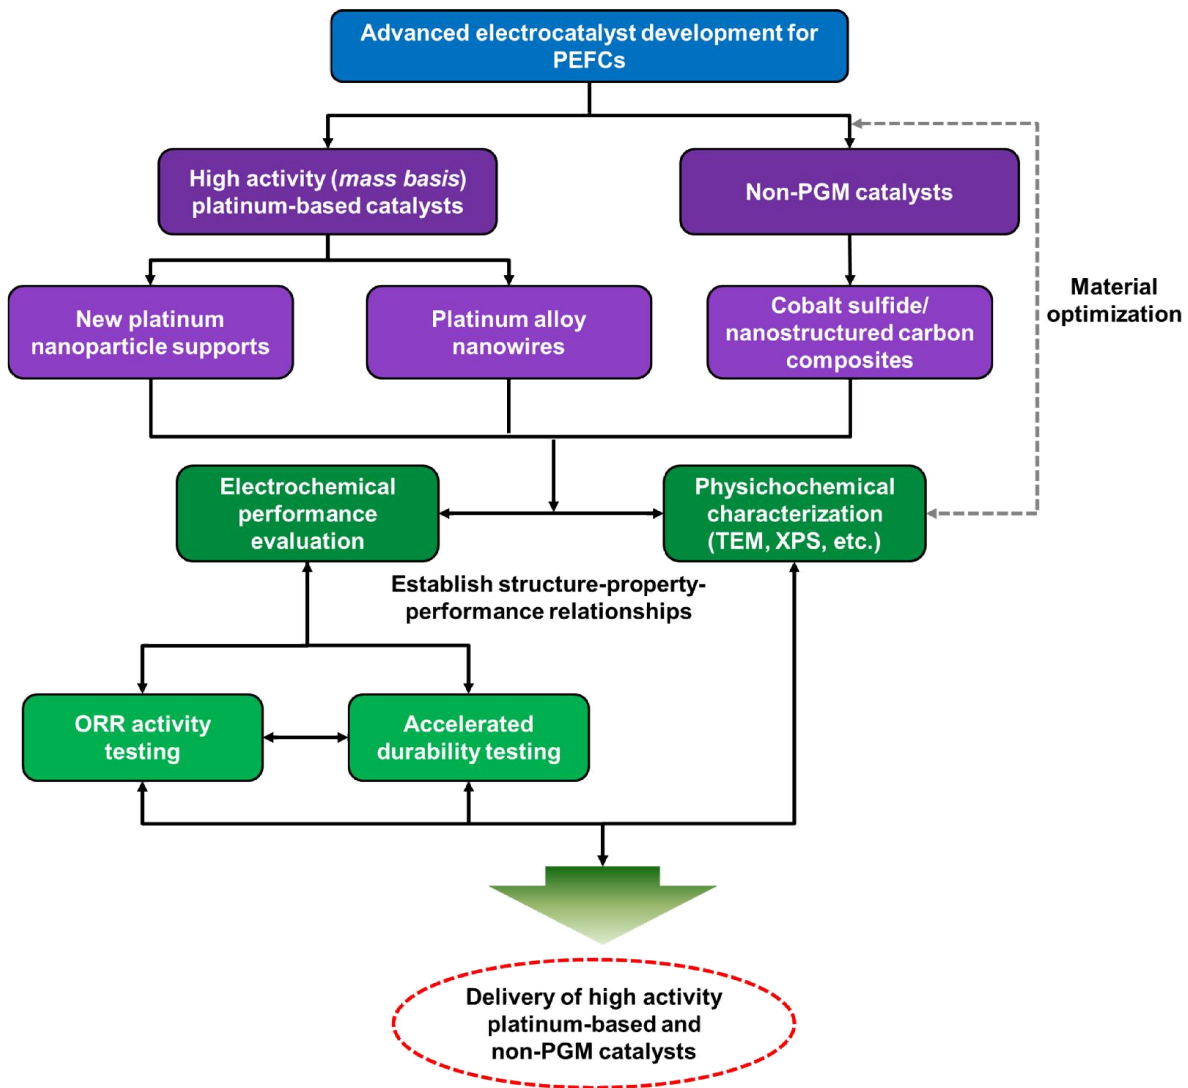 Advanced electrocatalyst development for
PEFCs
High activity (mass basis)
platinum-based catalysts
Non-PGM catalysts
New platinum
nanoparticle supports
Platinum alloy
nanowires
Cobalt sulfide/
nanostructured carbon
composites
Material
optimization
Electrochemical
performance
evaluation
Physichochemical
characterization
(TEM, XPS, etc.)
Establish structure-property-
performance relationships
ORR activity
testing
Accelerated
durability testing
Delivery of high activity
platinum-based and
non-PGM catalysts